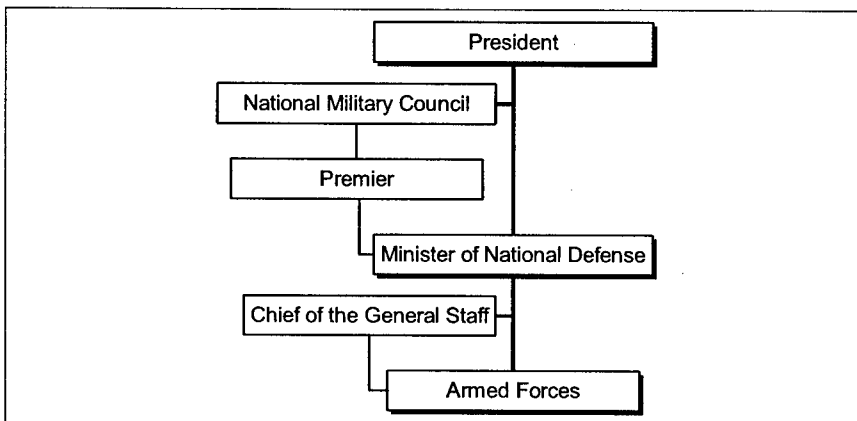 President
National Military Council
Premier
Minister of National Defense
Chief of the General Staff
Armed Forces